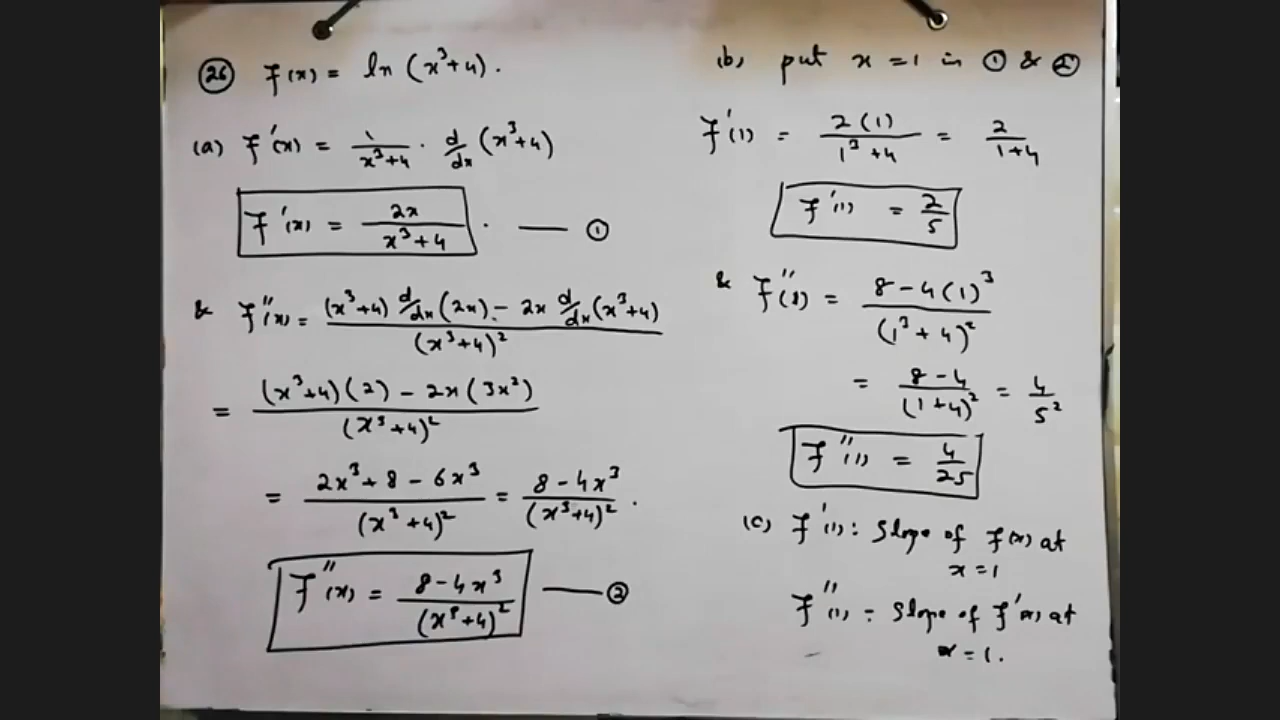 26 f(x) = ln (x³+4).
(a) f'(x) = 1/(x³+4) · d/dx (x³+4)
f'(x) = 2x/(x³+4) . —— ①
& f''(x) = ((x³+4) d/dx (2x) - 2x d/dx (x³+4))/(x³+4)²
= ((x³+4)(2) - 2x(3x²))/(x³+4)²
= (2x³+8-6x³)/(x³+4)² = (8-4x³)/(x³+4)² .
f''(x) = (8-4x³)/(x³+4)² —— ②
(b) put x=1 in ① & ②
f'(1) = 2(1)/(1³+4) = 2/(1+4)
f'(1) = 2/5
& f''(1) = (8-4(1)³)/(1³+4)²
= (8-4)/(1+4)² = 4/5²
f''(1) = 4/25
(c) f'(1): Slope of f(x) at
x=1
f''(1) = Slope of f'(x) at
x=1.